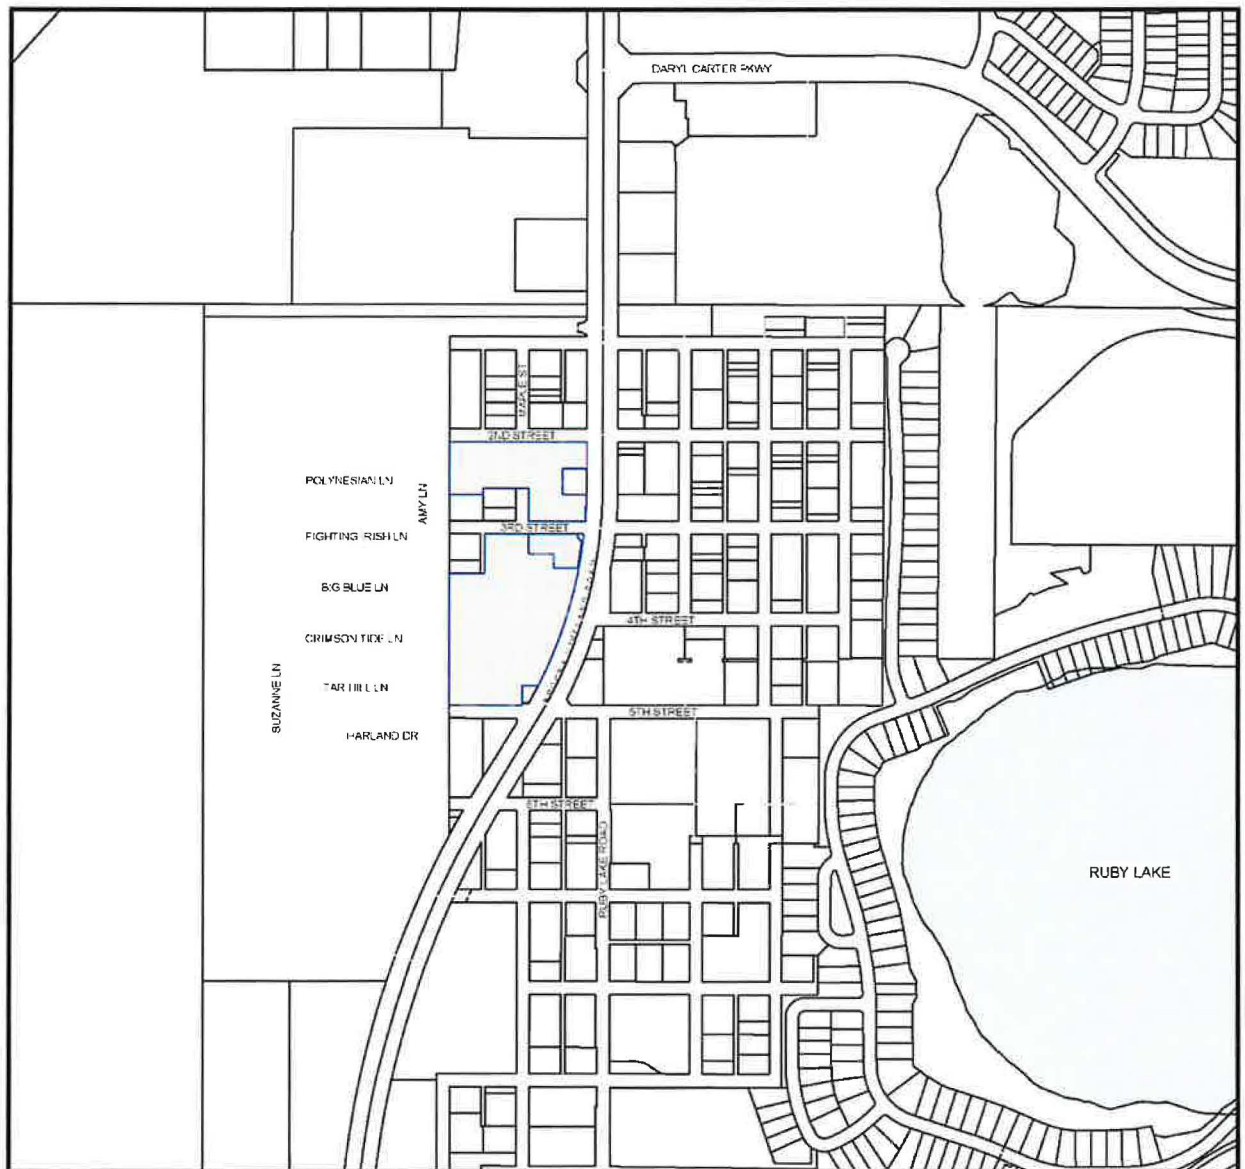 DARYL CARTER PKWY
MAPLE ST
2ND STREET
POLYNESIAN LN
AMY LN
3RD STREET
FIGHTING IRISH LN
BIG BLUE LN
4TH STREET
CRIMSON TIDE LN
SUZANNE LN
TAR HILL LN
5TH STREET
HARLAND DR
6TH STREET
RUBY LAKE ROAD
RUBY LAKE